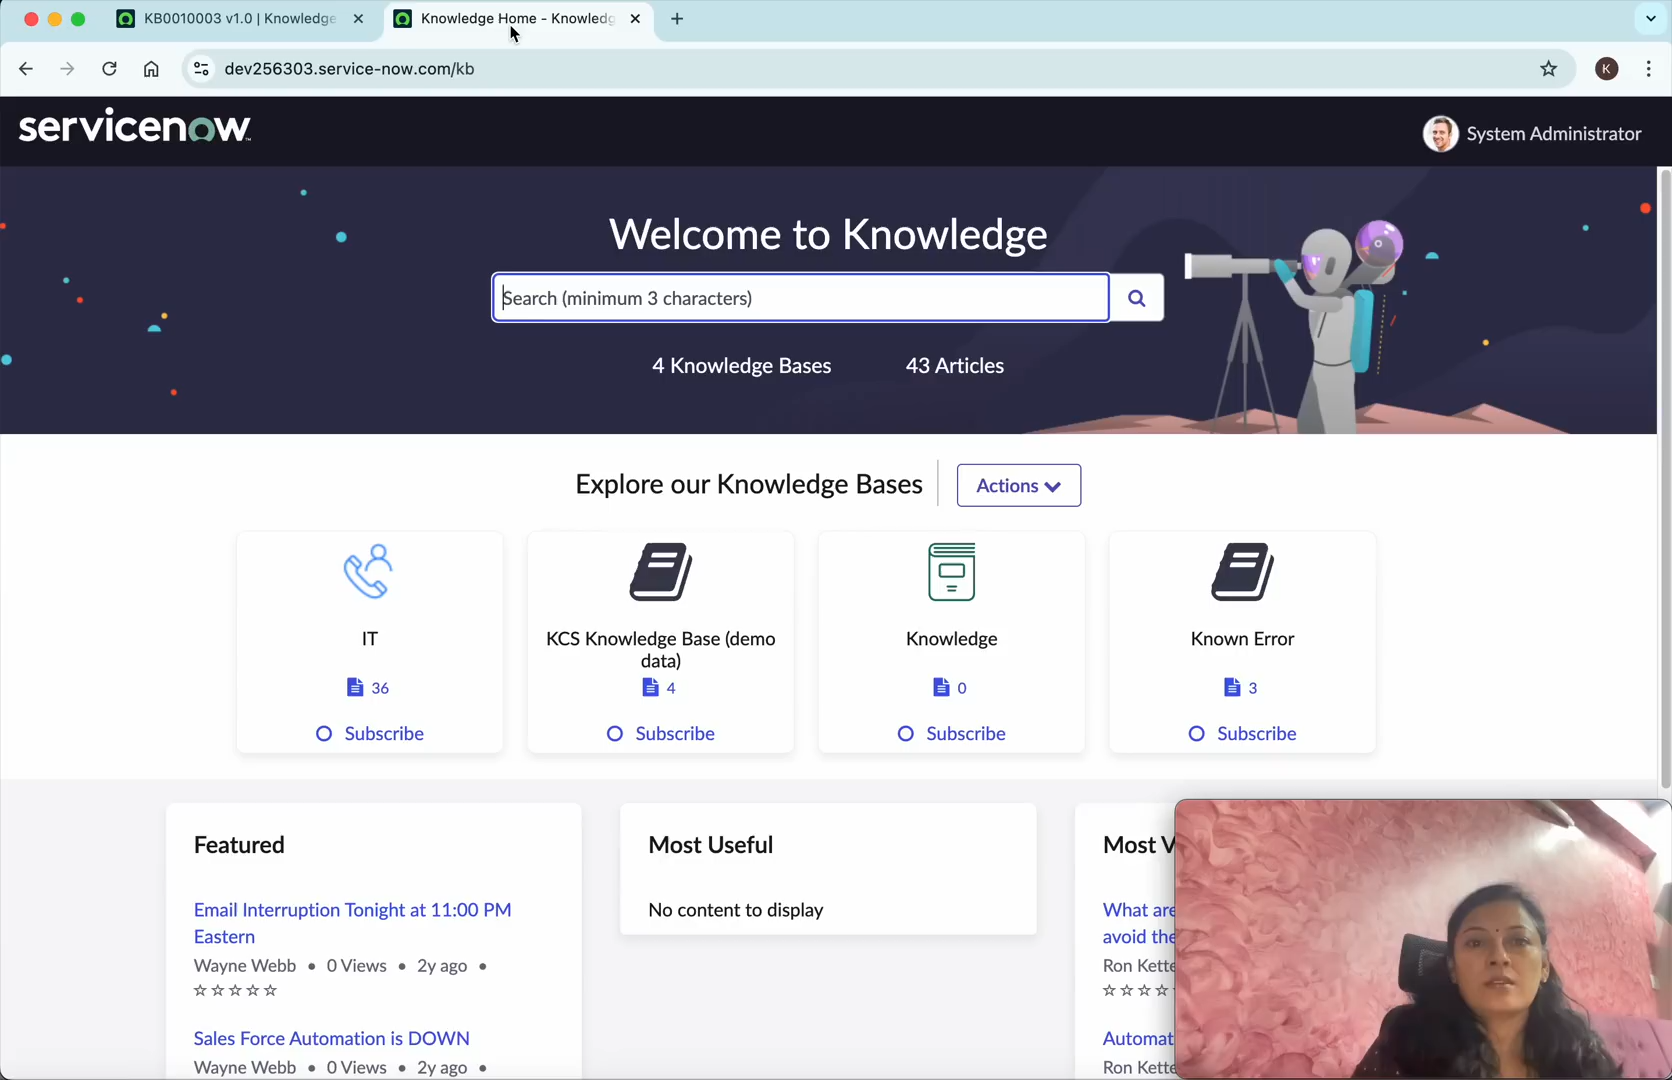 KB0010003 v1.0 | Knowledge
Knowledge Home - Knowledg
dev256303.service-now.com/kb
K
servicenow
System Administrator
Welcome to Knowledge
Search (minimum 3 characters)
4 Knowledge Bases
43 Articles
Explore our Knowledge Bases
Actions
IT
36
Subscribe
KCS Knowledge Base (demo
data)
4
Subscribe
Knowledge
0
Subscribe
Known Error
3
Subscribe
Featured
Email Interruption Tonight at 11:00 PM
Eastern
Wayne Webb • 0 Views • 2y ago •
Sales Force Automation is DOWN
Wayne Webb • 0 Views • 2y ago •
Most Useful
No content to display
Most V
What are
avoid the
Ron Kette
Automat
Ron Kette